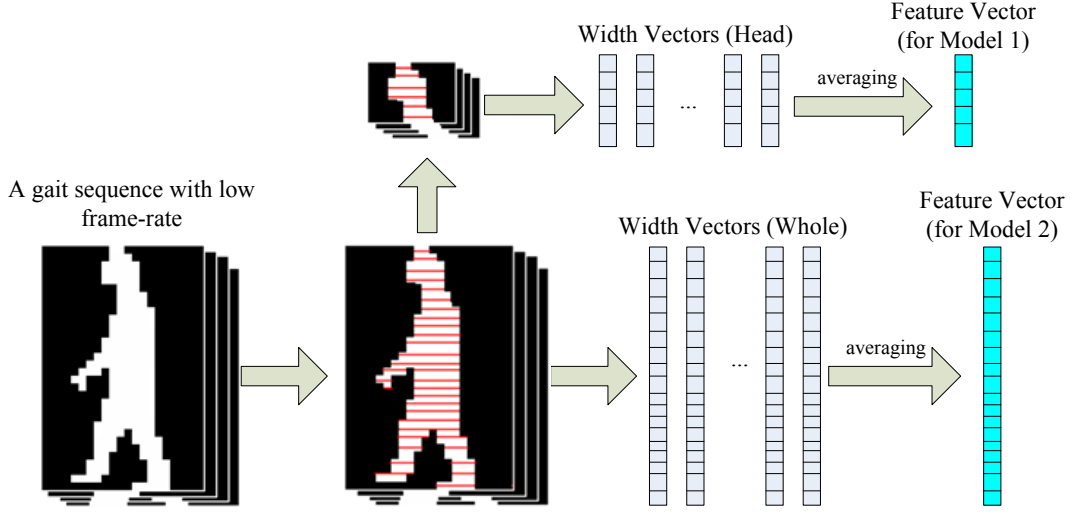 Width Vectors (Head)
Feature Vector
(for Model 1)
...
averaging
A gait sequence with low
frame-rate
Width Vectors (Whole)
Feature Vector
(for Model 2)
...
averaging